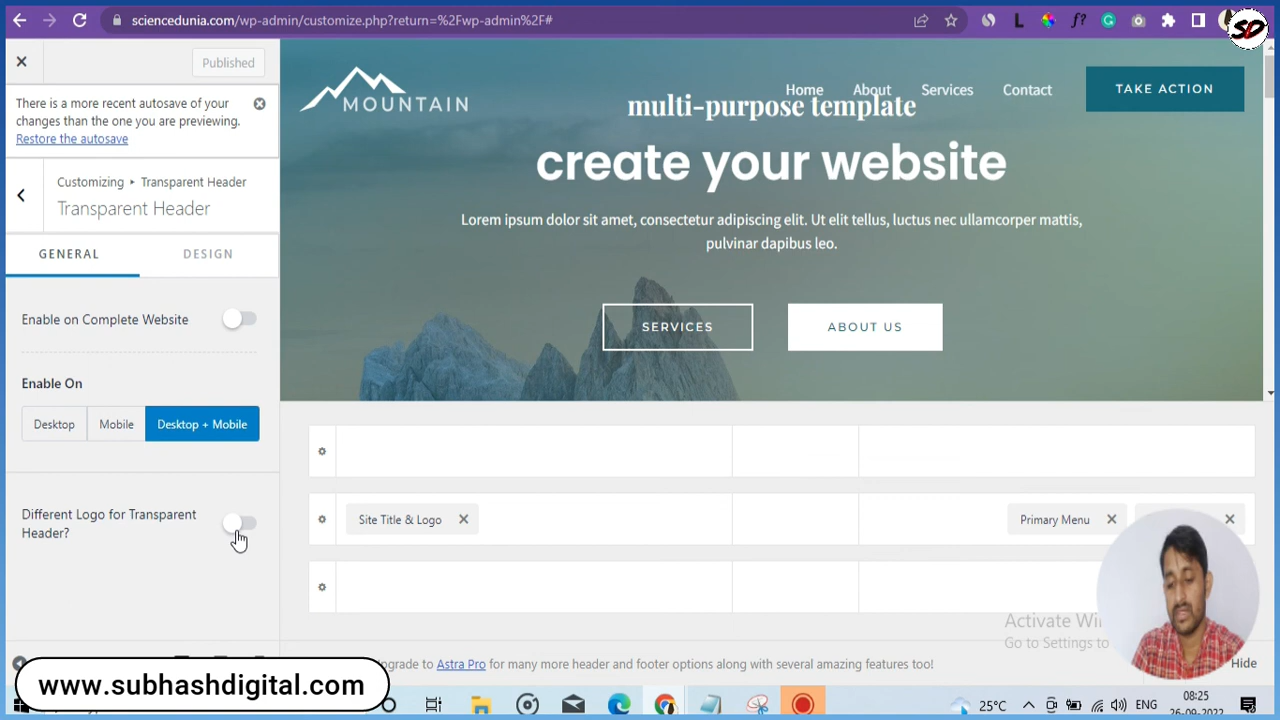 sciencedunia.com/wp-admin/customize.php?return=%2Fwp-admin%2F#
SD
Published
There is a more recent autosave of your
changes than the one you are previewing.
Restore the autosave
Customizing ▸ Transparent Header
Transparent Header
GENERAL
DESIGN
Enable on Complete Website
Enable On
Desktop
Mobile
Desktop + Mobile
Different Logo for Transparent
Header?
MOUNTAIN
Home
About
Services
Contact
TAKE ACTION
multi-purpose template
create your website
Lorem ipsum dolor sit amet, consectetur adipiscing elit. Ut elit tellus, luctus nec ullamcorper mattis,
pulvinar dapibus leo.
SERVICES
ABOUT US
Site Title & Logo
Primary Menu
Activate Wi
Go to Settings to
to Astra Pro for many more header and footer options along with several amazing features too!
Hide
www.subhashdigital.com
25°C
08:25
26-09-2022